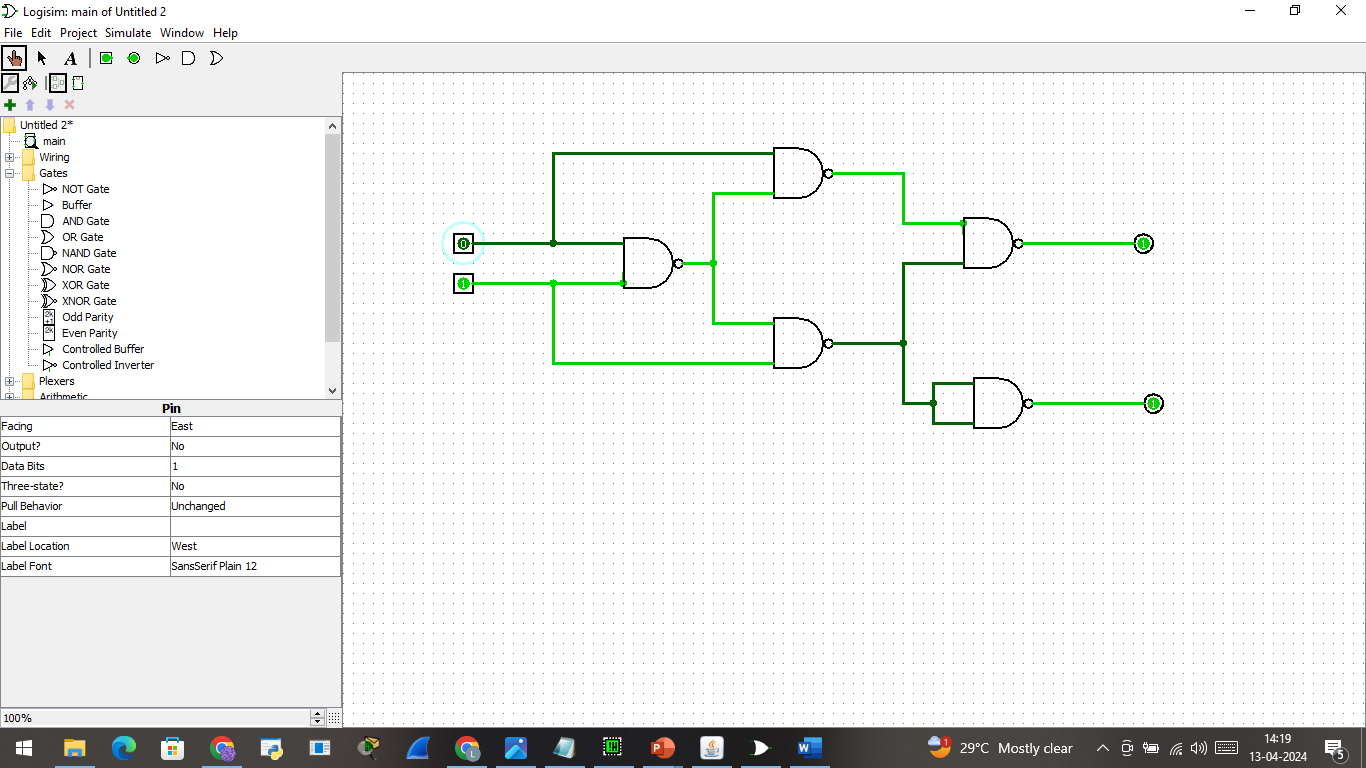 Logisim: main of Untitled 2
File Edit Project Simulate Window Help
A
Untitled 2*
main
Wiring
Gates
NOT Gate
Buffer
AND Gate
OR Gate
NAND Gate
NOR Gate
XOR Gate
XNOR Gate
Odd Parity
Even Parity
Controlled Buffer
Controlled Inverter
Plexers
Arithmetic
Pin
Facing East
Output? No
Data Bits 1
Three-state? No
Pull Behavior Unchanged
Label
Label Location West
Label Font SansSerif Plain 12
100%
0
1
1
1
1
29°C Mostly clear
14:19
13-04-2024
5